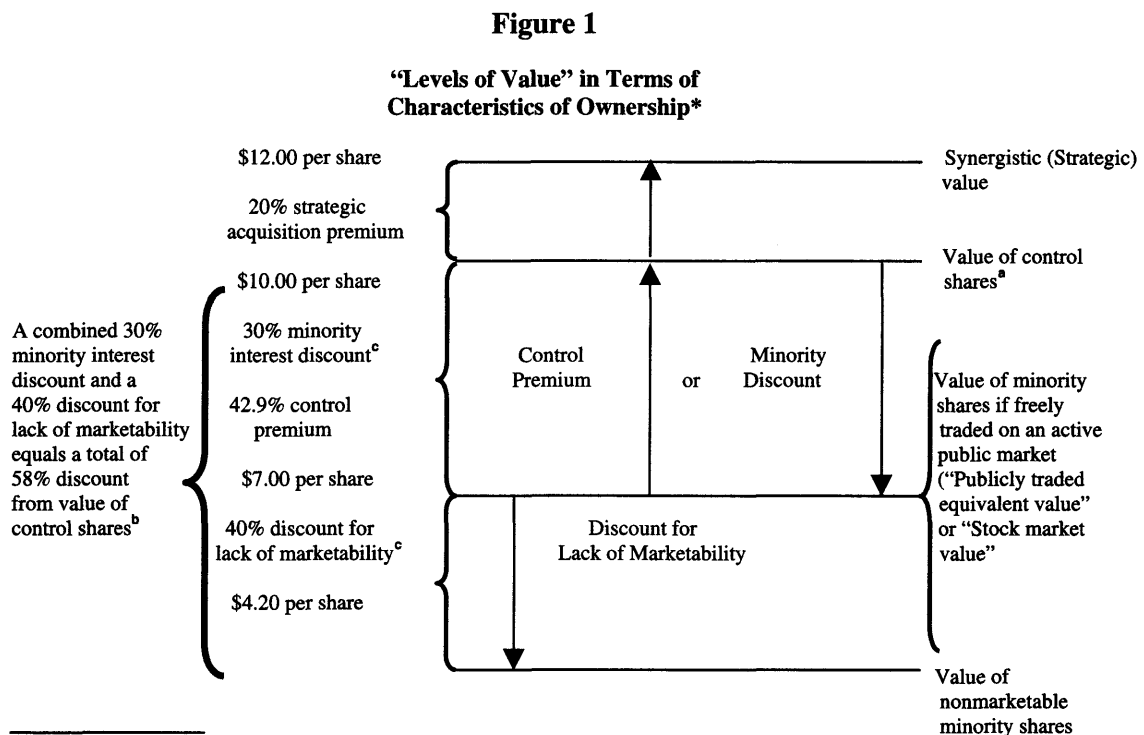 Figure 1
“Levels of Value” in Terms of
Characteristics of Ownership*
$12.00 per share
20% strategic
acquisition premium
$10.00 per share
30% minority
interest discountᶜ
42.9% control
premium
$7.00 per share
40% discount for
lack of marketabilityᶜ
$4.20 per share
A combined 30%
minority interest
discount and a
40% discount for
lack of marketability
equals a total of
58% discount
from value of
control sharesᵇ
Control
Premium
or
Minority
Discount
Discount for
Lack of Marketability
Synergistic (Strategic)
value
Value of control
sharesᵃ
Value of minority
shares if freely
traded on an active
public market
(“Publicly traded
equivalent value”
or “Stock market
value”
Value of
nonmarketable
minority shares